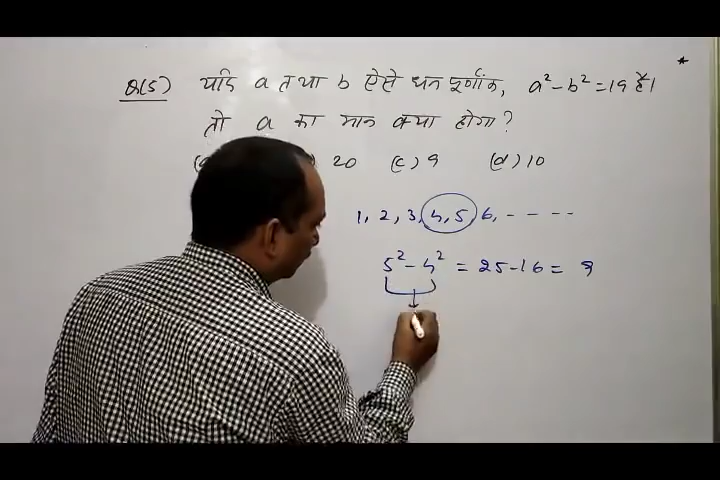 Q(5) यदि a तथा b ऐसे धन पूर्णांक, a² - b² = 19 हैं।
तो a का मान क्या होगा?
20 (c) 9 (d) 10
1, 2, 3, 4, 5, 6, - - - -
5² - 4² = 25 - 16 = 9